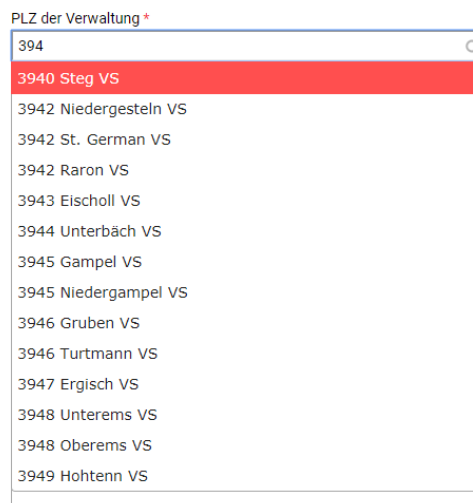 PLZ der Verwaltung *
394
3940 Steg VS
3942 Niedergesteln VS
3942 St. German VS
3942 Raron VS
3943 Eischoll VS
3944 Unterbäch VS
3945 Gampel VS
3945 Niedergampel VS
3946 Gruben VS
3946 Turtmann VS
3947 Ergisch VS
3948 Unterems VS
3948 Oberems VS
3949 Hohtenn VS